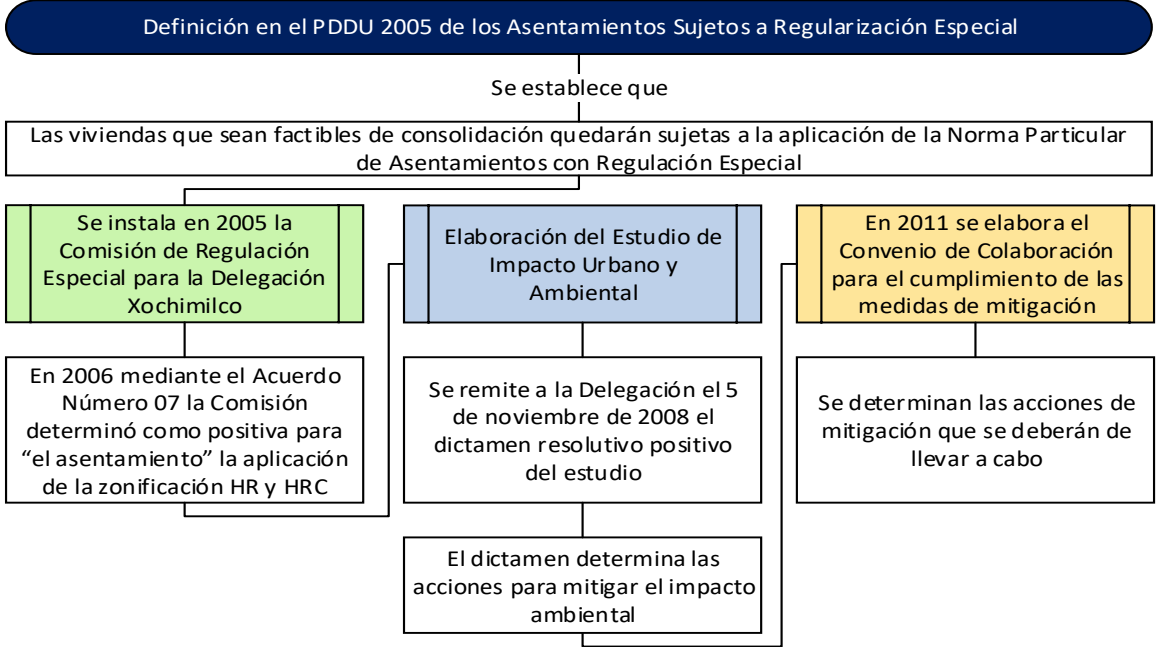 Definición en el PDDU 2005 de los Asentamientos Sujetos a Regularización Especial
Se establece que
Las viviendas que sean factibles de consolidación quedarán sujetas a la aplicación de la Norma Particular
de Asentamientos con Regulación Especial
Se instala en 2005 la
Comisión de Regulación
Especial para la Delegación
Xochimilco
En 2006 mediante el Acuerdo
Número 07 la Comisión
determinó como positiva para
“el asentamiento” la aplicación
de la zonificación HR y HRC
Elaboración del Estudio de
Impacto Urbano y
Ambiental
Se remite a la Delegación el 5
de noviembre de 2008 el
dictamen resolutivo positivo
del estudio
El dictamen determina las
acciones para mitigar el impacto
ambiental
En 2011 se elabora el
Convenio de Colaboración
para el cumplimiento de las
medidas de mitigación
Se determinan las acciones de
mitigación que se deberán de
llevar a cabo